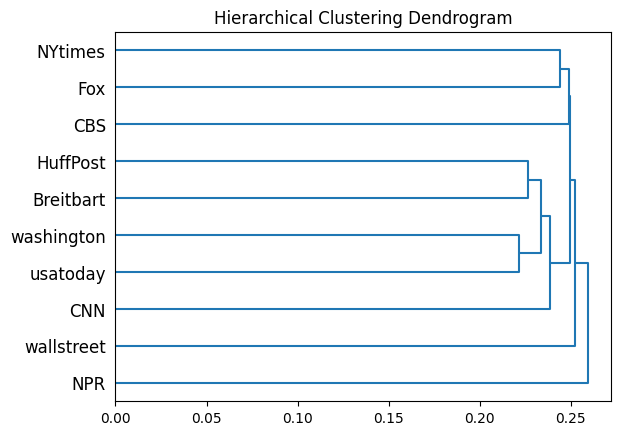 Hierarchical Clustering Dendrogram
NYtimes
Fox
CBS
HuffPost
Breitbart
washington
usatoday
CNN
wallstreet
NPR
0.00 0.05 0.10 0.15 0.20 0.25